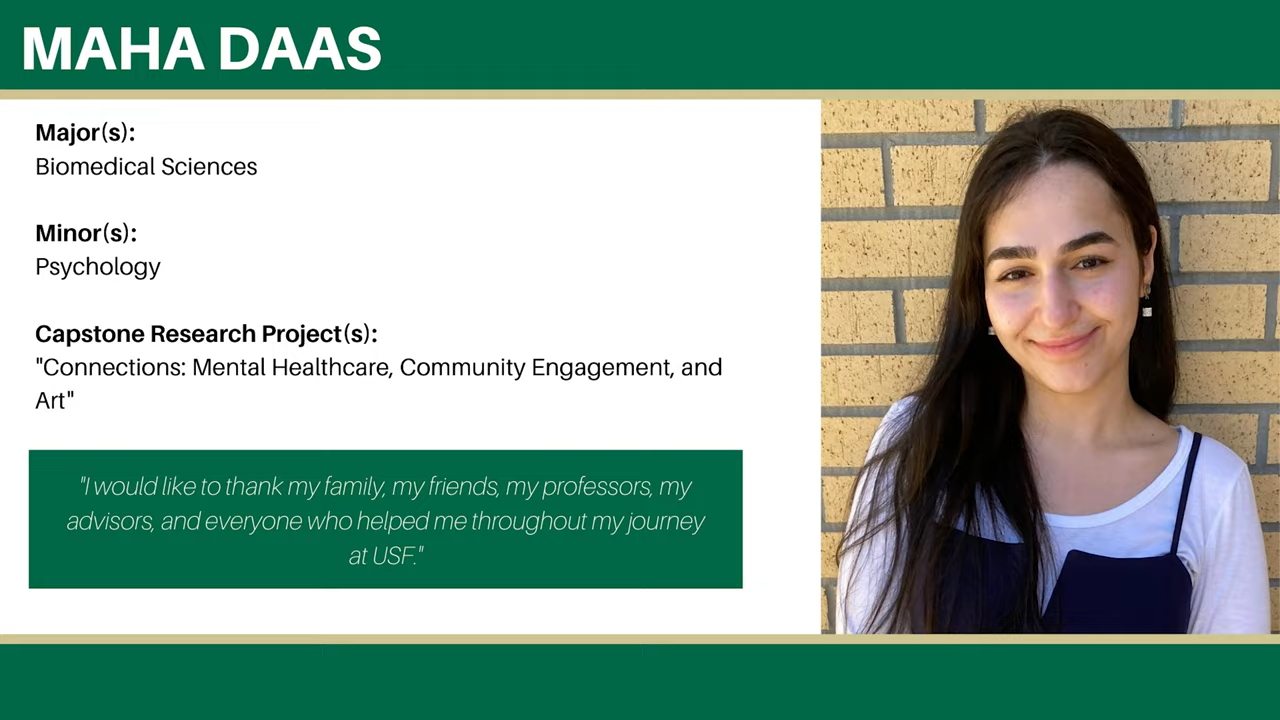 MAHA DAAS
Major(s):
Biomedical Sciences
Minor(s):
Psychology
Capstone Research Project(s):
"Connections: Mental Healthcare, Community Engagement, and
Art"
"I would like to thank my family, my friends, my professors, my
advisors, and everyone who helped me throughout my journey
at USF."